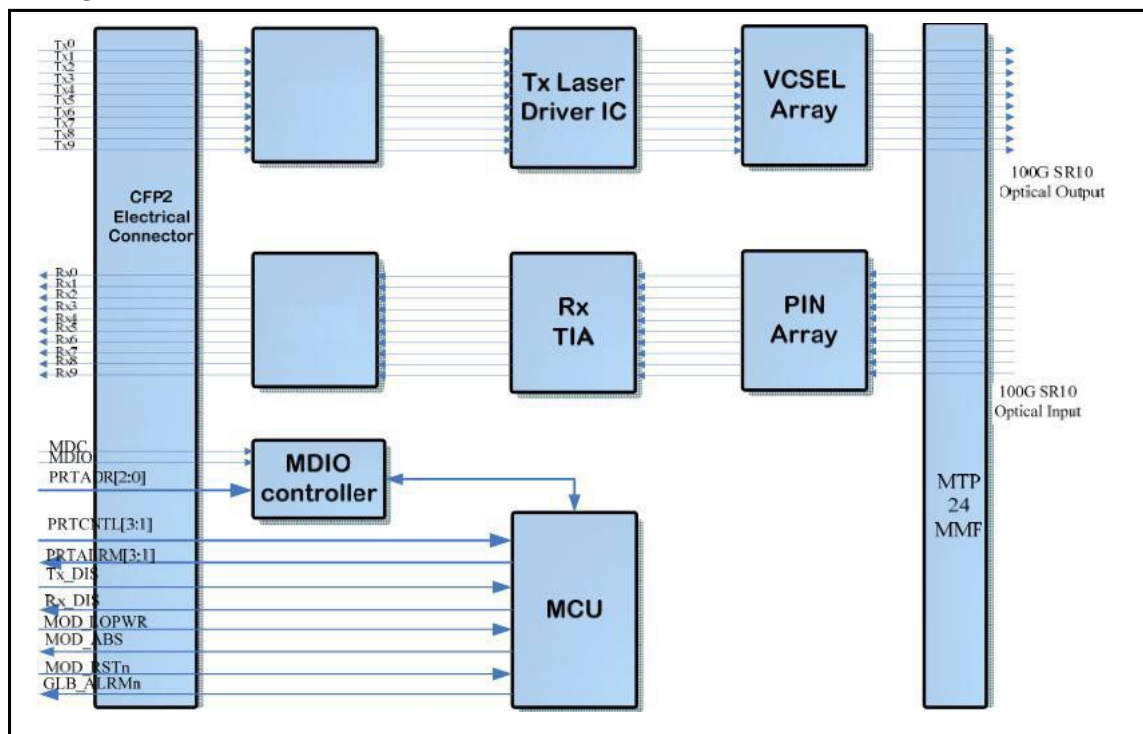 Tx0
Tx1
Tx2
Tx3
Tx4
Tx5
Tx6
Tx7
Tx8
Tx9
CFP2
Electrical
Connector
Tx Laser
Driver IC
VCSEL
Array
100G SR10
Optical Output
Rx0
Rx1
Rx2
Rx3
Rx4
Rx5
Rx6
Rx7
Rx8
Rx9
Rx
TIA
PIN
Array
100G SR10
Optical Input
MDC
MDIO
PRTADR[2:0]
MDIO
controller
MTP
24
MMF
PRTCNTL[3:1]
PRTALRM[3:1]
Tx_DIS
Rx_DIS
MOD_LOPWR
MOD_ABS
MOD_RSTn
GLB_ALRMn
MCU